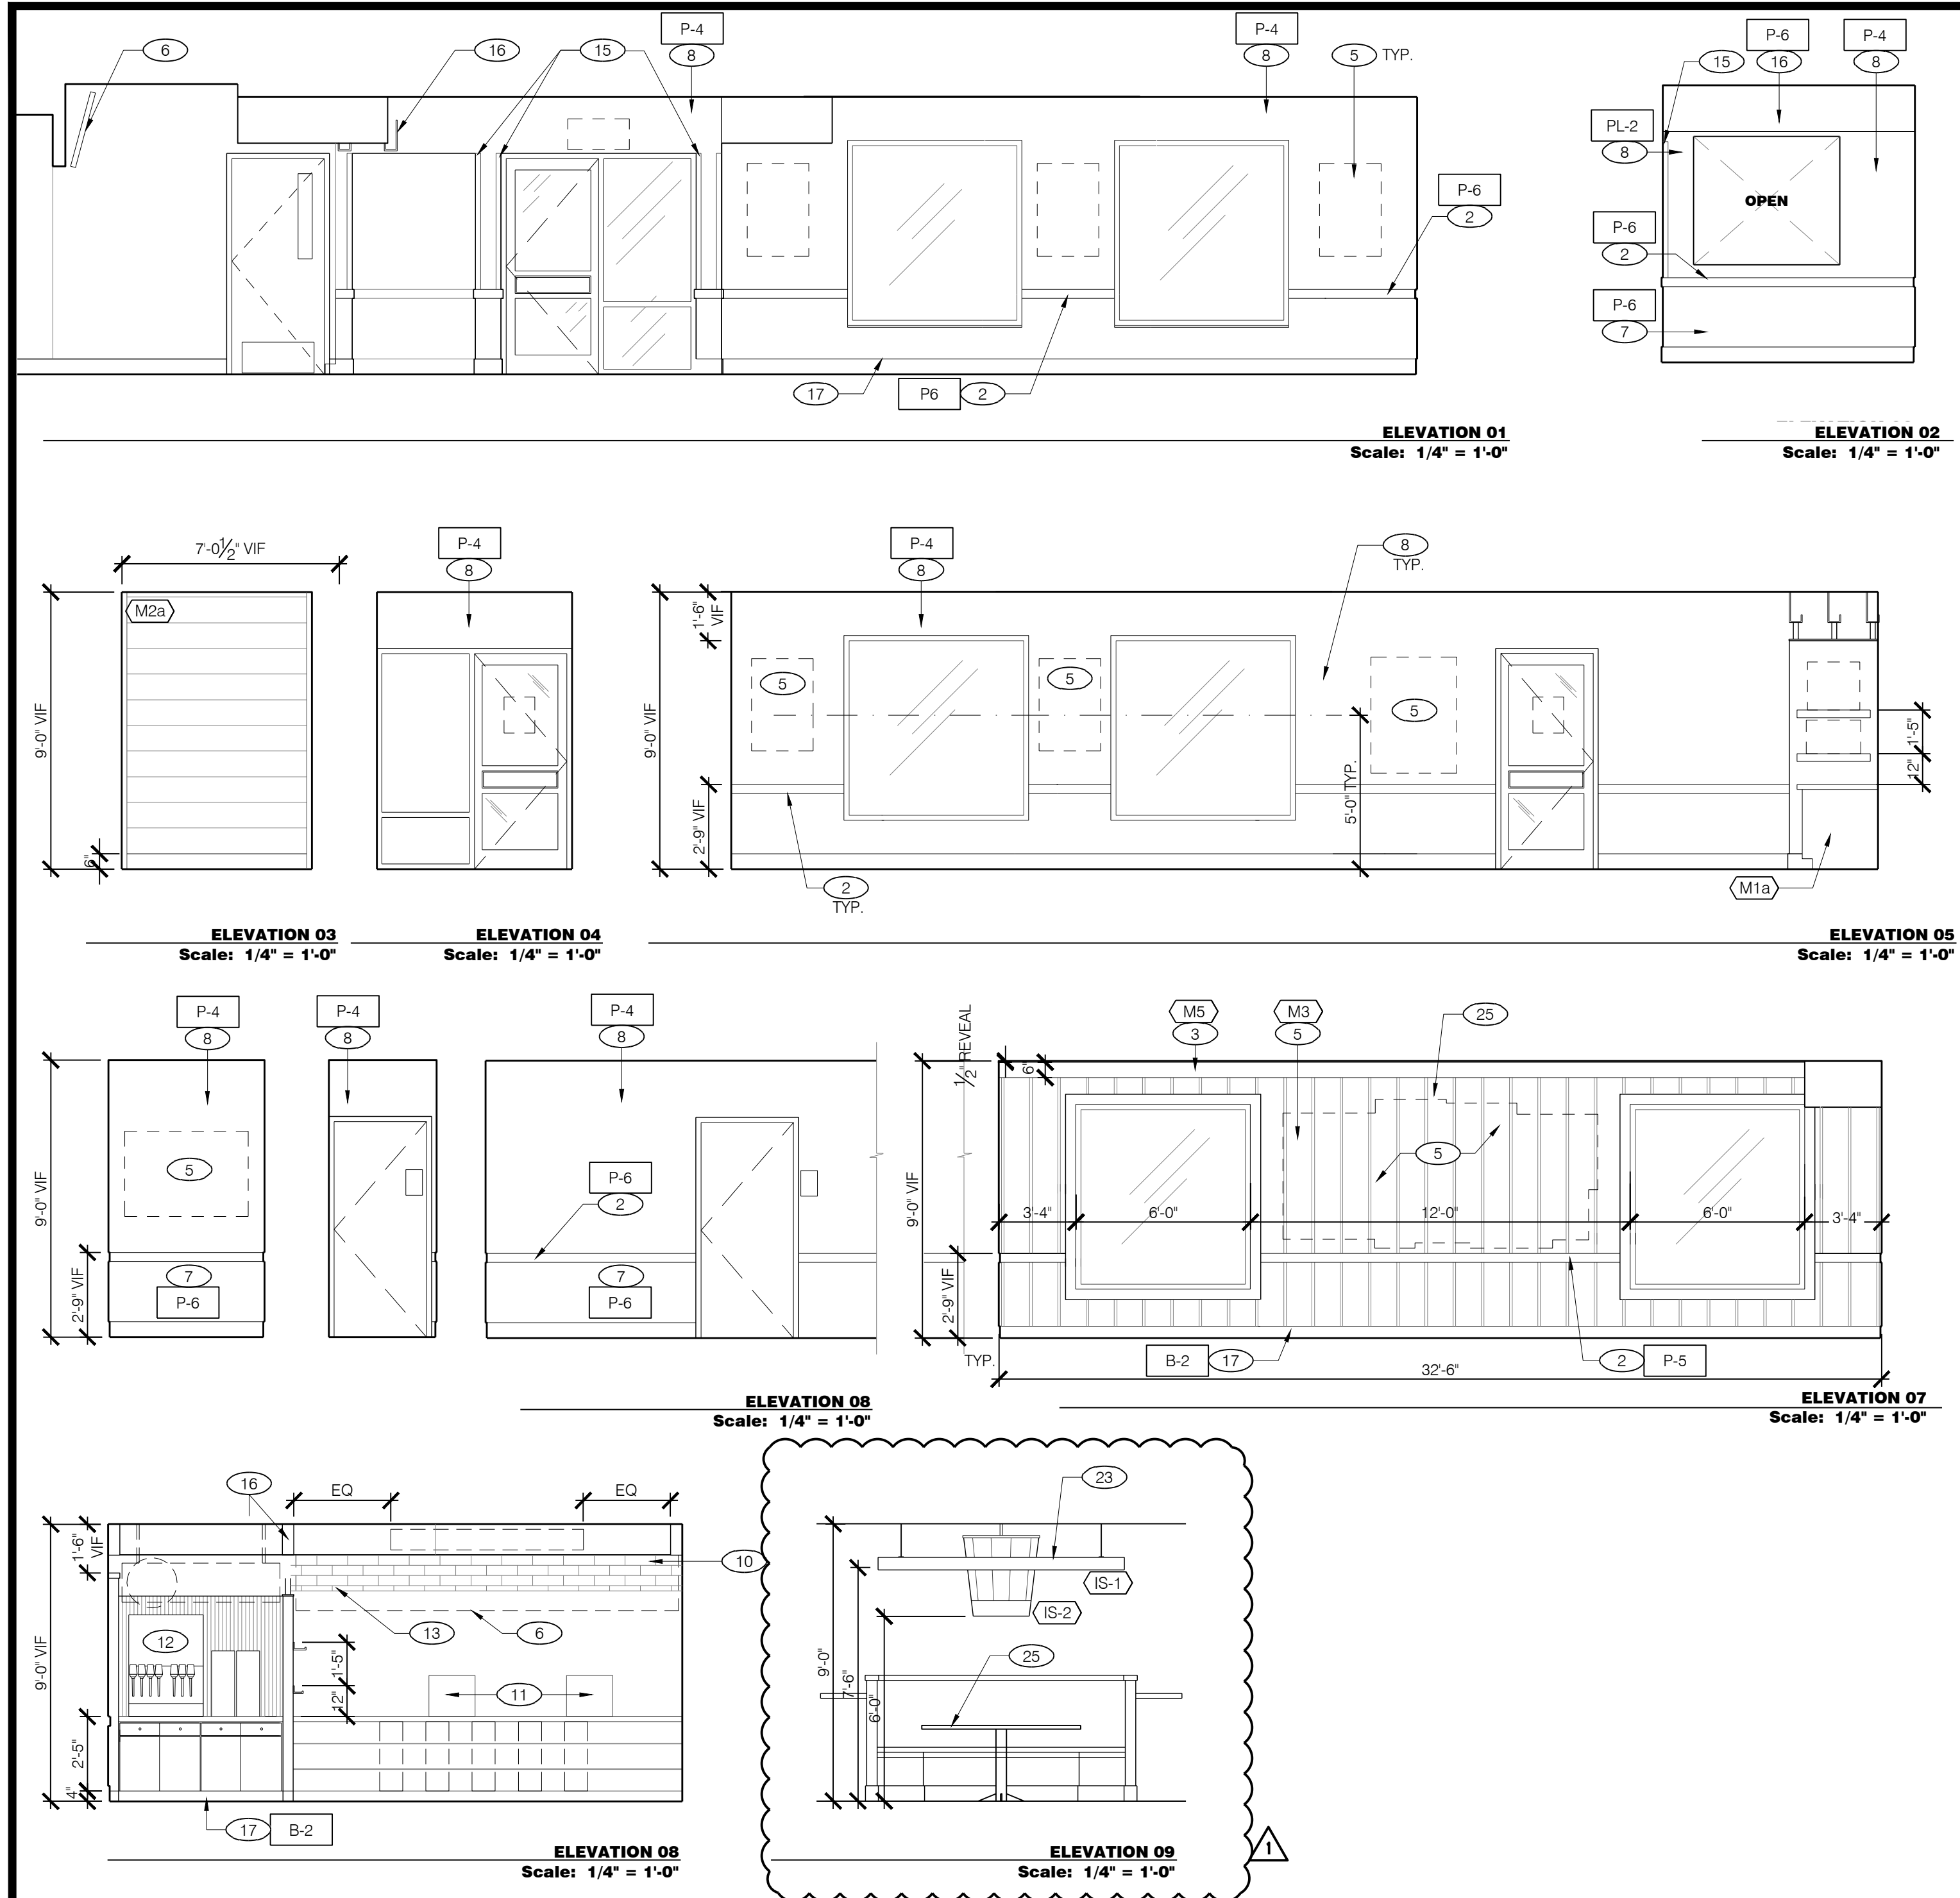 6
16
15
P-4
8
P-4
8
5 TYP.
P-6
2
17
P6 2
ELEVATION 01
Scale: 1/4" = 1'-0"
P-6
16
P-4
8
15
PL-2
8
OPEN
P-6
2
P-6
7
ELEVATION 02
Scale: 1/4" = 1'-0"
7'-0 1/2" VIF
M2a
9'-0" VIF
6"
ELEVATION 03
Scale: 1/4" = 1'-0"
P-4
8
ELEVATION 04
Scale: 1/4" = 1'-0"
P-4
8
8
TYP.
1'-6"
VIF
9'-0" VIF
5
5
5
5'-0" TYP.
2'-9" VIF
1'-5"
12"
2
TYP.
M1a
ELEVATION 05
Scale: 1/4" = 1'-0"
P-4
8
P-4
8
P-4
8
9'-0" VIF
5
P-6
2
7
P-6
2'-9" VIF
7
P-6
ELEVATION 08
Scale: 1/4" = 1'-0"
1/2" REVEAL
M5
3
M3
5
25
6"
9'-0" VIF
5
3'-4"
6'-0"
12'-0"
6'-0"
3'-4"
2'-9" VIF
TYP.
B-2 17
2 P-5
32'-6"
ELEVATION 07
Scale: 1/4" = 1'-0"
16
EQ
EQ
1'-6"
VIF
10
9'-0" VIF
12
13
6
1'-5"
12"
11
2'-5"
4"
17 B-2
ELEVATION 08
Scale: 1/4" = 1'-0"
23
IS-1
IS-2
9'-0"
7'-6"
6'-0"
25
ELEVATION 09
Scale: 1/4" = 1'-0"
1